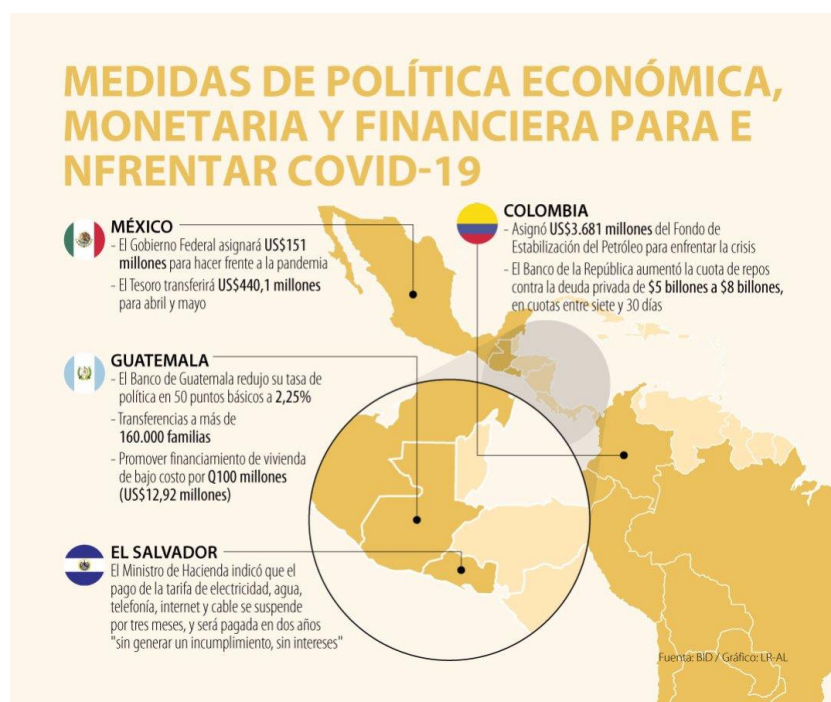 MEDIDAS DE POLÍTICA ECONÓMICA,
MONETARIA Y FINANCIERA PARA E
NFRENTAR COVID-19
MÉXICO
- El Gobierno Federal asignará US$151
millones para hacer frente a la pandemia
- El Tesoro transferirá US$440,1 millones
para abril y mayo
COLOMBIA
- Asignó US$3.681 millones del Fondo de
Estabilización del Petróleo para enfrentar la crisis
- El Banco de la República aumentó la cuota de repos
contra la deuda privada de $5 billones a $8 billones,
en cuotas entre siete y 30 días
GUATEMALA
- El Banco de Guatemala redujo su tasa de
política en 50 puntos básicos a 2,25%
- Transferencias a más de
160.000 familias
- Promover financiamiento de vivienda
de bajo costo por Q100 millones
(US$12,92 millones)
EL SALVADOR
El Ministro de Hacienda indicó que el
pago de la tarifa de electricidad, agua,
telefonía, internet y cable se suspende
por tres meses, y será pagada en dos años
"sin generar un incumplimiento, sin intereses"
Fuenta: BID / Gráfico: LR-AL